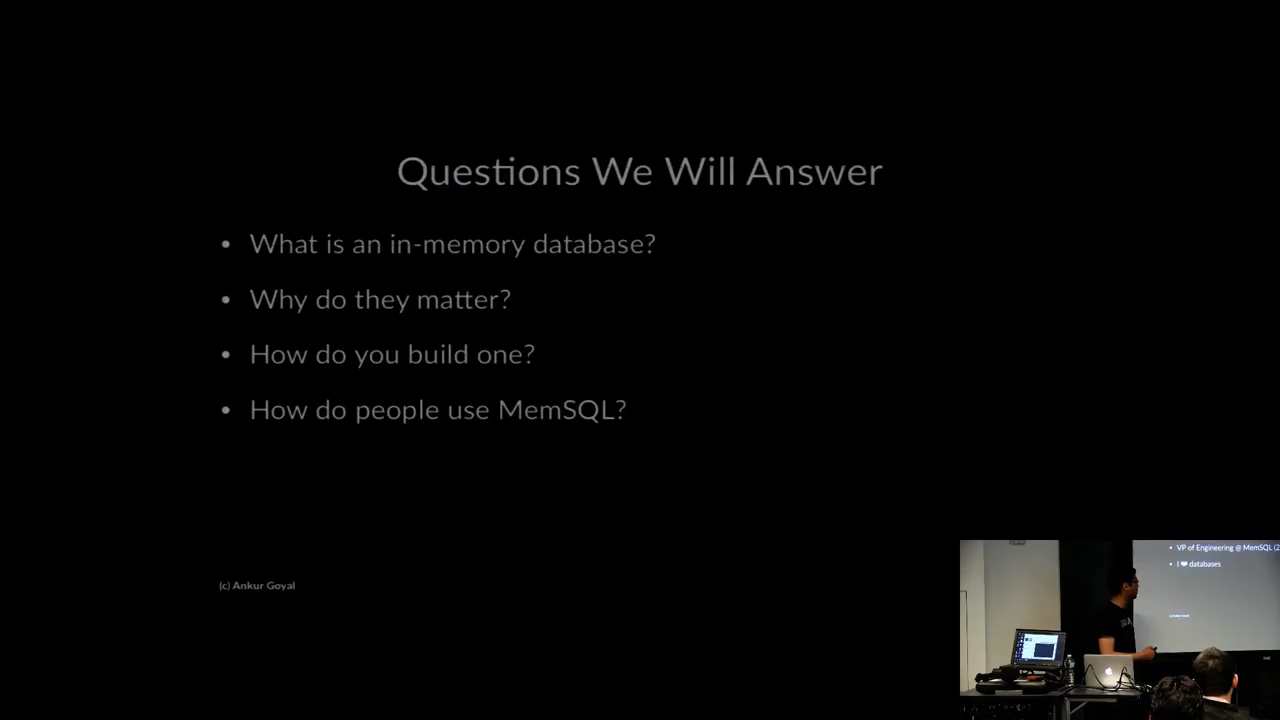 Questions We Will Answer
• What is an in-memory database?
• Why do they matter?
• How do you build one?
• How do people use MemSQL?
(c) Ankur Goyal
• VP of Engineering @ MemSQL (2
• I ❤ databases